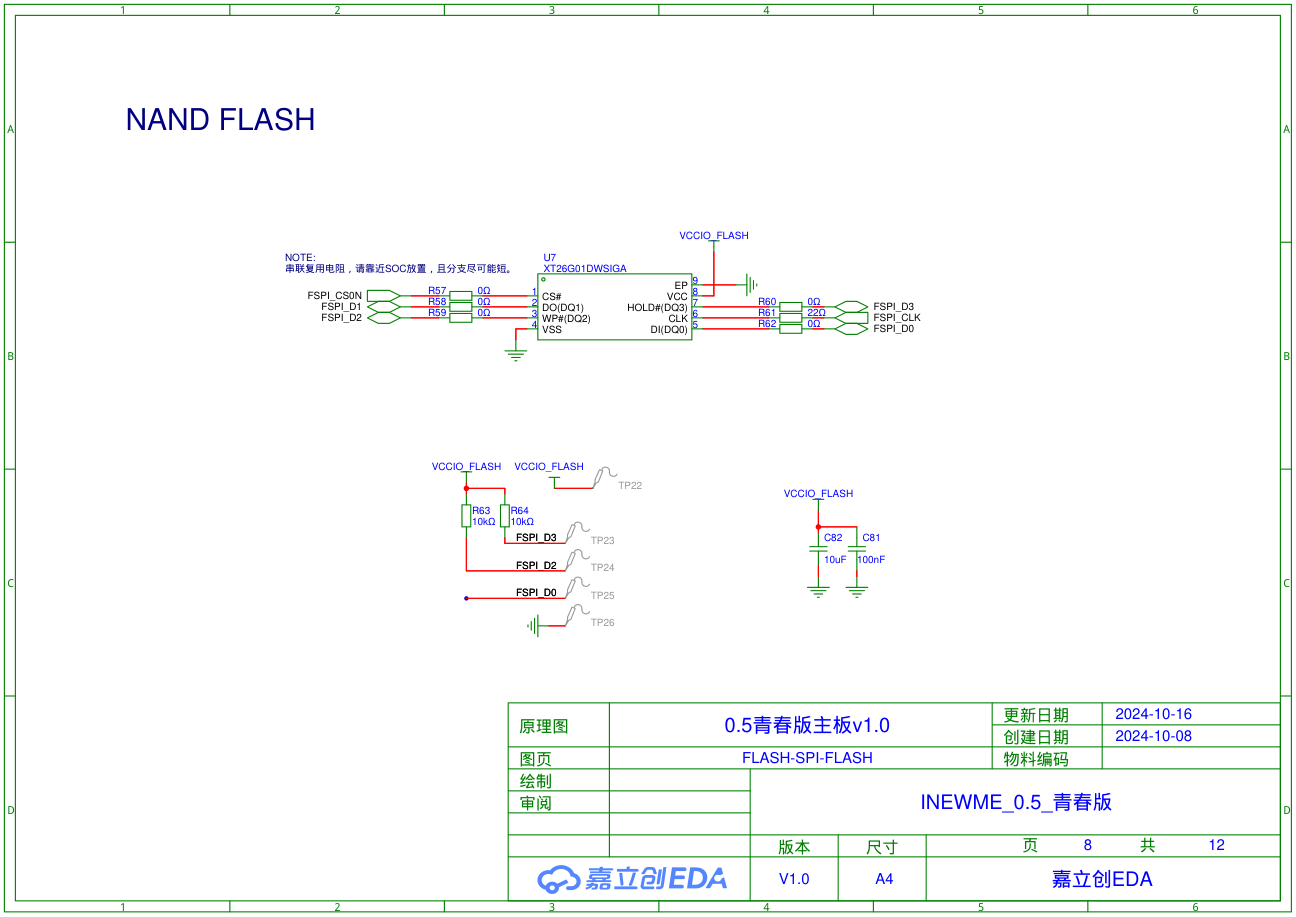 1 2 3 4 5 6
A A
NAND FLASH
VCCIO_FLASH
B B
NOTE:
串联复用电阻，请靠近SOC放置，且分支尽可能短。
U7
XT26G01DWSIGA
FSPI_CS0N R57 0Ω 1 CS# EP 9
FSPI_D1 R58 0Ω 2 DO(DQ1) VCC 8
FSPI_D2 R59 0Ω 3 WP#(DQ2) HOLD#(DQ3) 7 R60 0Ω FSPI_D3
4 VSS CLK 6 R61 22Ω FSPI_CLK
DI(DQ0) 5 R62 0Ω FSPI_D0
VCCIO_FLASH VCCIO_FLASH
TP22
R63 R64
10kΩ 10kΩ
FSPI_D3 TP23
FSPI_D2 TP24
FSPI_D0 TP25
TP26
VCCIO_FLASH
C82 C81
10uF 100nF
C C
原理图 0.5青春版主板v1.0 更新日期 2024-10-16
创建日期 2024-10-08
图页 FLASH-SPI-FLASH 物料编码
绘制
审阅
INEWME_0.5_青春版
版本 尺寸 页 8 共 12
嘉立创EDA V1.0 A4 嘉立创EDA
D D
1 2 3 4 5 6